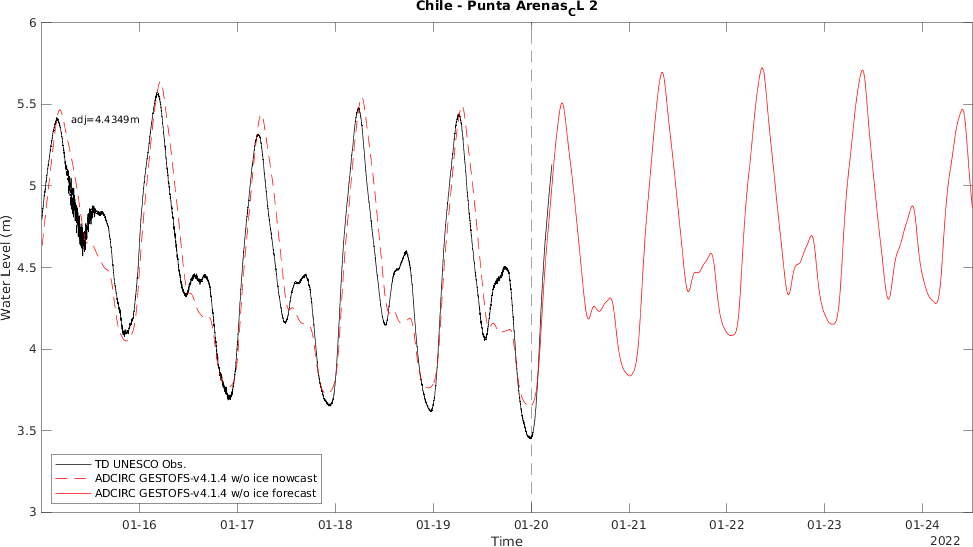 Chile - Punta Arenas_CL 2
6
5.5
5
4.5
4
3.5
3
Water Level (m)
adj=4.4349m
TD UNESCO Obs.
ADCIRC GESTOFS-v4.1.4 w/o ice nowcast
ADCIRC GESTOFS-v4.1.4 w/o ice forecast
01-16 01-17 01-18 01-19 01-20 01-21 01-22 01-23 01-24
Time
2022